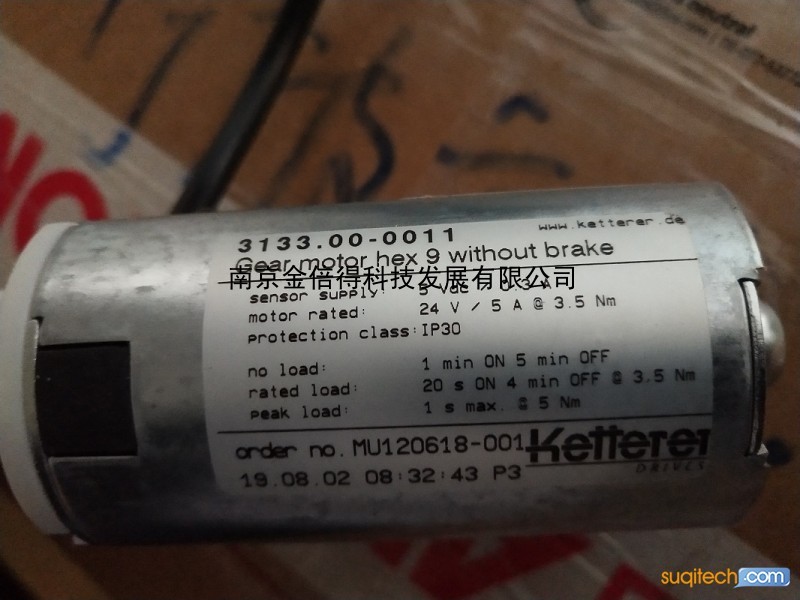 neutral
3133.00-0011
www.ketterer.de
Gear motor hex 9 without brake
南京金倍得科技发展有限公司
sensor supply: 5 VDC
motor rated: 24 V / 5 A @ 3.5 Nm
protection class: IP30
no load: 1 min ON 5 min OFF
rated load: 20 s ON 4 min OFF @ 3.5 Nm
peak load: 1 s max. @ 5 Nm
order no. MU120618-001
Ketterer
DRIVES
19.08.02 08:32:43 P3
suqitech.com